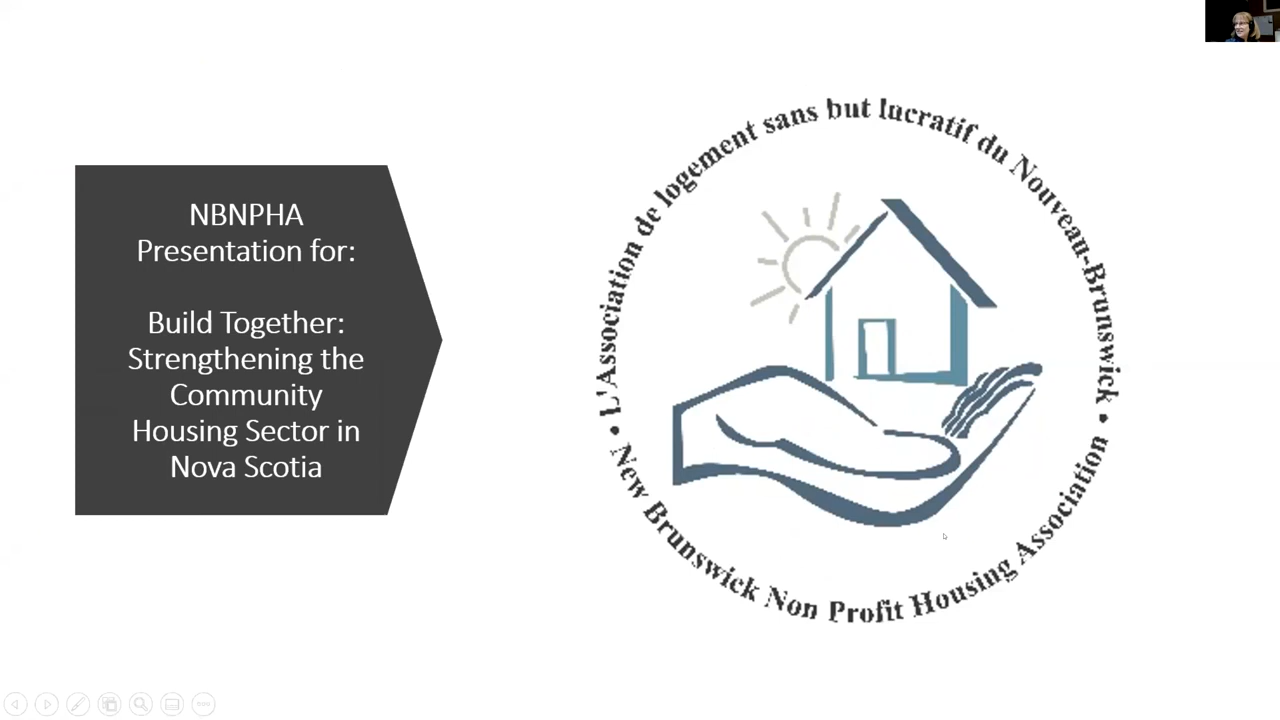 NBNPHA
Presentation for:
Build Together:
Strengthening the
Community
Housing Sector in
Nova Scotia
L'Association de logement sans but lucratif du Nouveau-Brunswick •
New Brunswick Non Profit Housing Association •